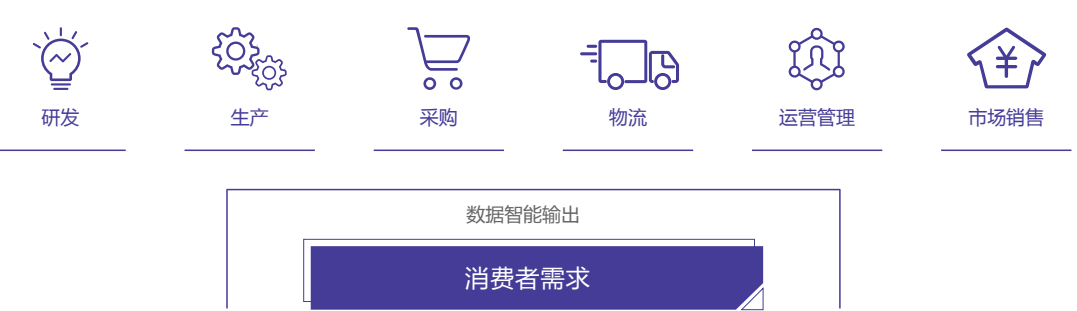 研发 生产 采购 物流 运营管理 市场销售
数据智能输出
消费者需求